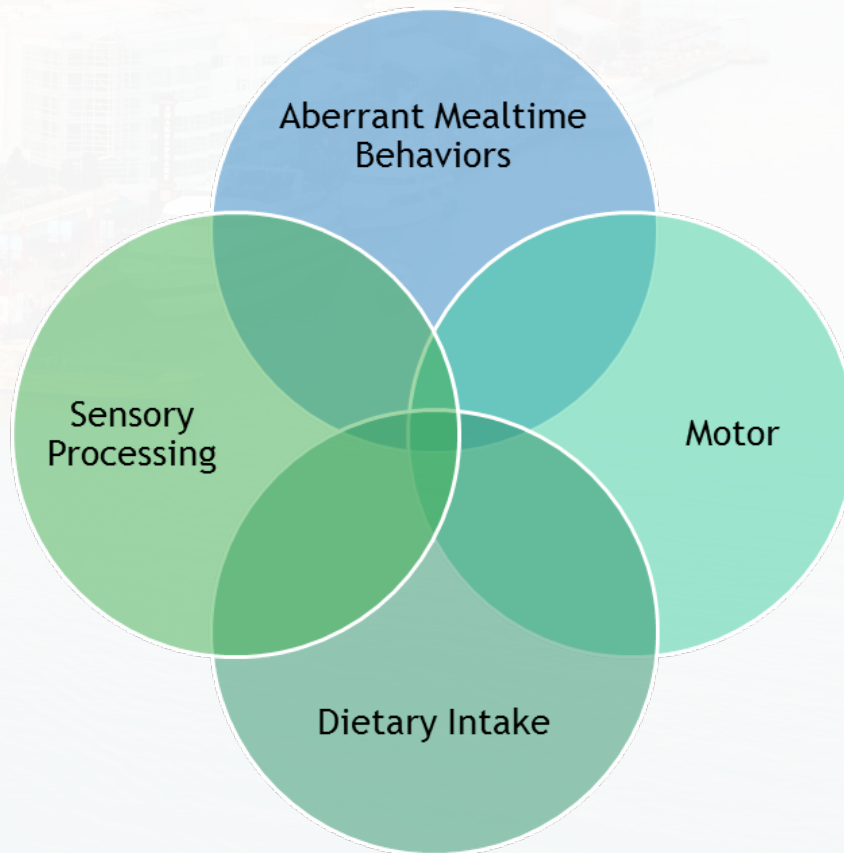 Aberrant Mealtime
Behaviors
Sensory
Processing
Motor
Dietary Intake